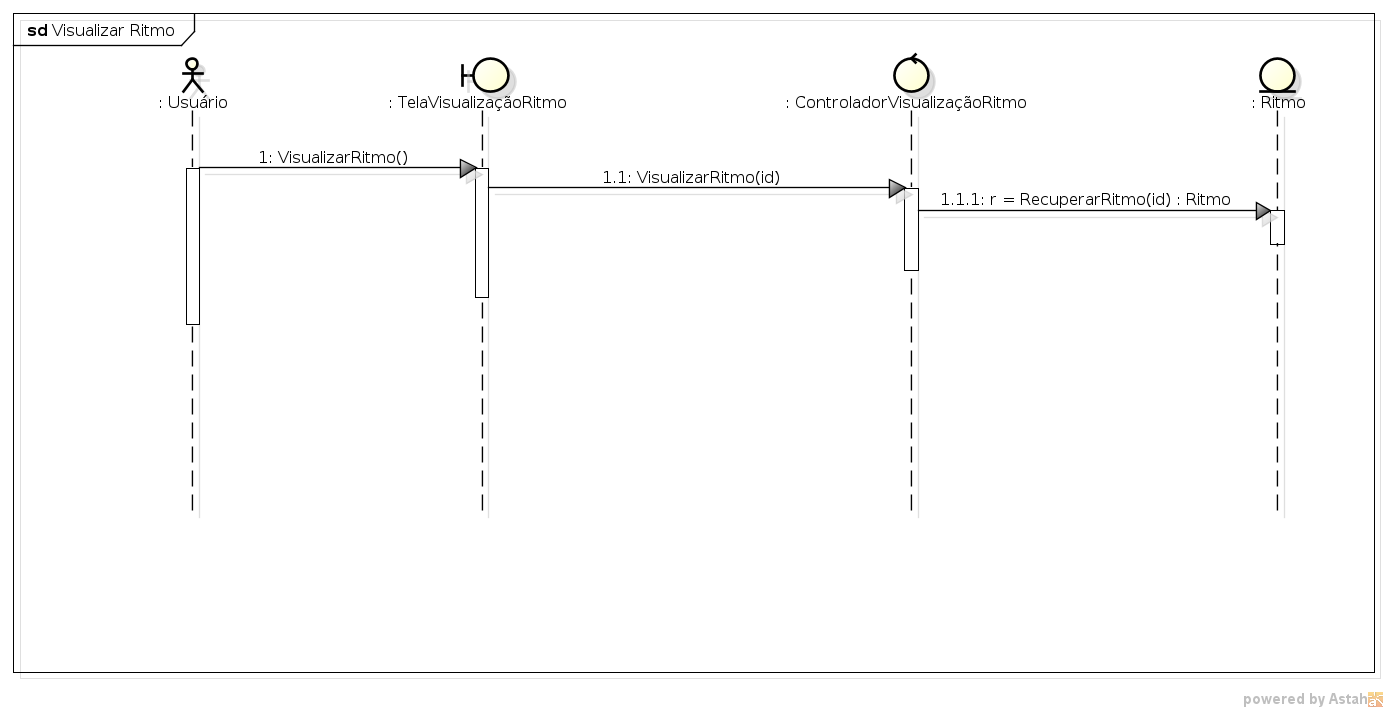 sd Visualizar Ritmo
: Usuário
: TelaVisualizaçãoRitmo
: ControladorVisualizaçãoRitmo
: Ritmo
1: VisualizarRitmo()
1.1: VisualizarRitmo(id)
1.1.1: r = RecuperarRitmo(id) : Ritmo
powered by Astah